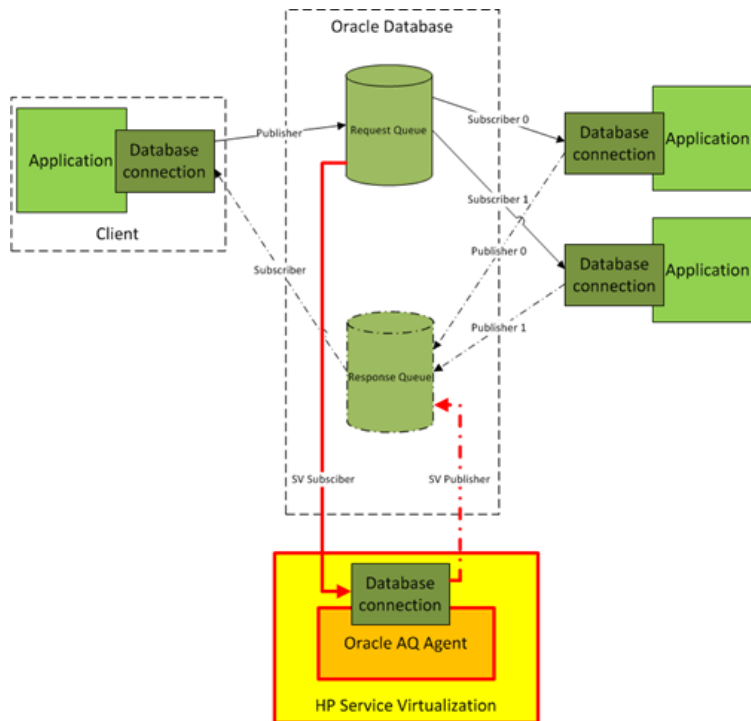 Oracle Database
Request Queue
Publisher
Subscriber 0
Database
connection
Application
Application
Database
connection
Client
Subscriber 1
Publisher 0
Database
connection
Application
Subscriber
Publisher 1
Response Queue
SV Subsciber
SV Publisher
Database
connection
Oracle AQ Agent
HP Service Virtualization